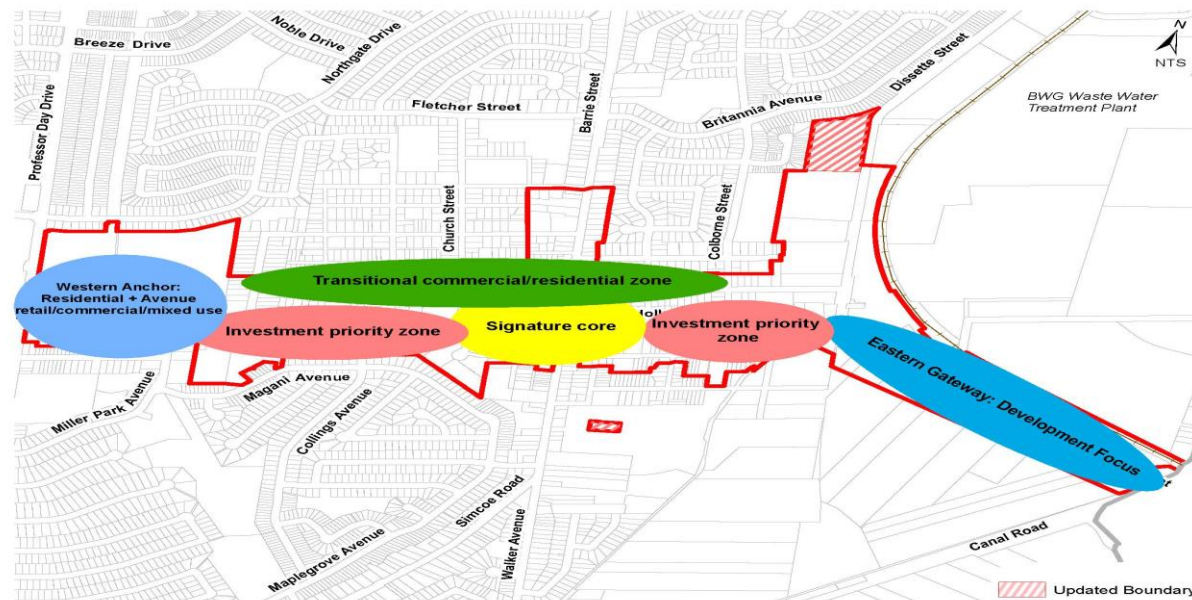 Breeze Drive
Noble Drive
Northgate Drive
Professor Day Drive
Fletcher Street
Barrie Street
Britannia Avenue
Dissette Street
N
NTS
BWG Waste Water
Treatment Plant
Church Street
Colborne Street
Transitional commercial/residential zone
Western Anchor:
Residential + Avenue
retail/commercial/mixed use
Investment priority zone
Signature core
Investment priority
zone
Eastern Gateway: Development Focus
Miller Park Avenue
Magani Avenue
Collings Avenue
Simcoe Road
Maplegrove Avenue
Walker Avenue
Canal Road
Updated Boundary